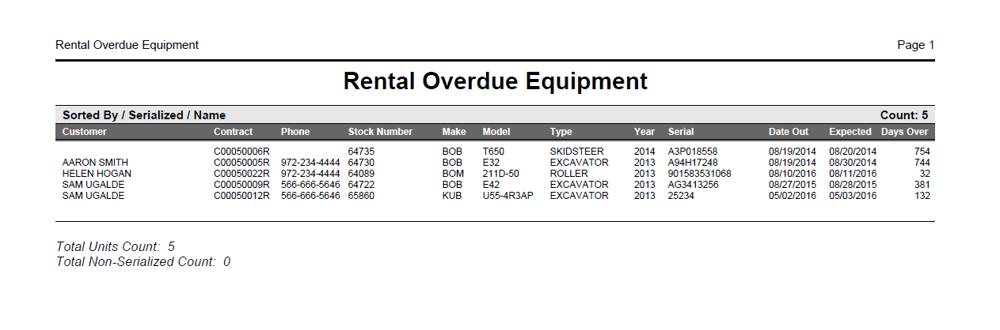 Rental Overdue Equipment Page 1
Rental Overdue Equipment
Sorted By / Serialized / Name Count: 5
Customer Contract Phone Stock Number Make Model Type Year Serial Date Out Expected Days Over
C00050006R 64735 BOB T650 SKIDSTEER 2014 A3P018558 08/19/2014 08/20/2014 754
AARON SMITH C00050005R 972-234-4444 64730 BOB E32 EXCAVATOR 2013 A94H17248 08/19/2014 08/30/2014 744
HELEN HOGAN C00050022R 972-234-4444 64089 BOM 211D-50 ROLLER 2013 901583531068 08/10/2016 08/11/2016 32
SAM UGALDE C00050009R 566-666-5646 64722 BOB E42 EXCAVATOR 2013 AG3413256 08/27/2015 08/28/2015 381
SAM UGALDE C00050012R 566-666-5646 65860 KUB U55-4R3AP EXCAVATOR 2013 25234 05/02/2016 05/03/2016 132
Total Units Count: 5
Total Non-Serialized Count: 0